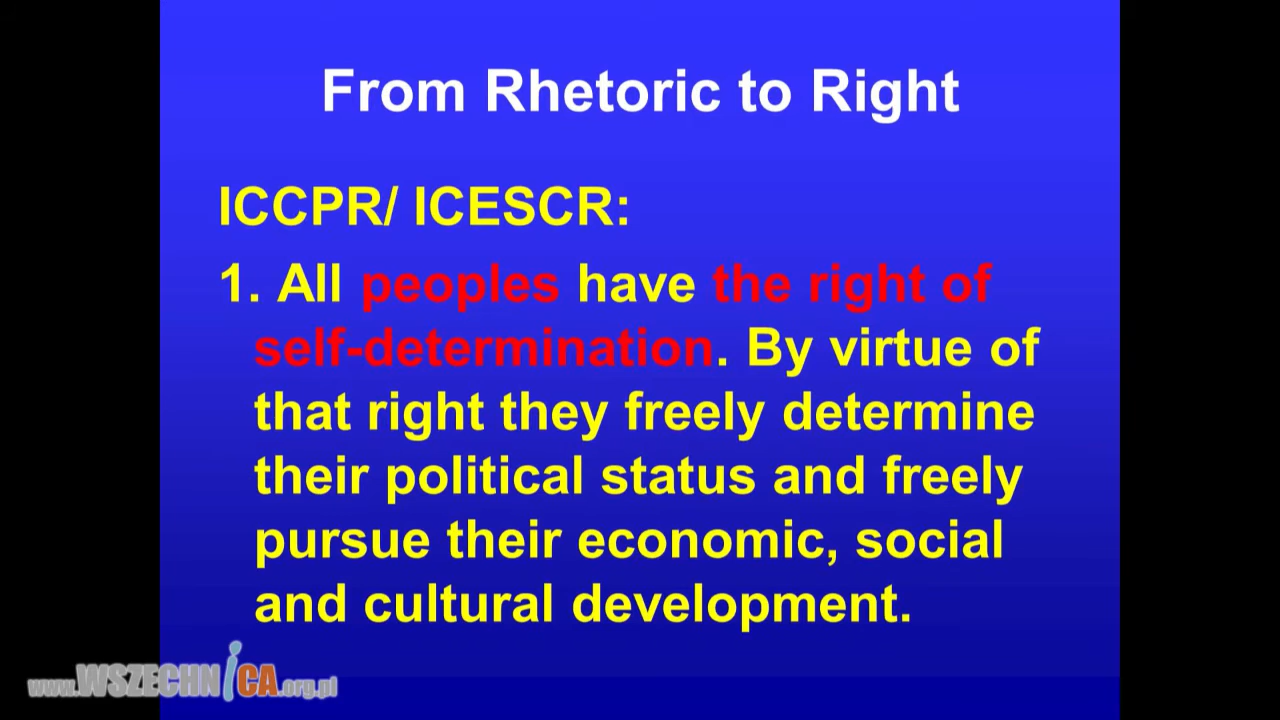 From Rhetoric to Right
ICCPR/ ICESCR:
1. All peoples have the right of
self-determination. By virtue of
that right they freely determine
their political status and freely
pursue their economic, social
and cultural development.
www.WSZECHNiCA.org.pl